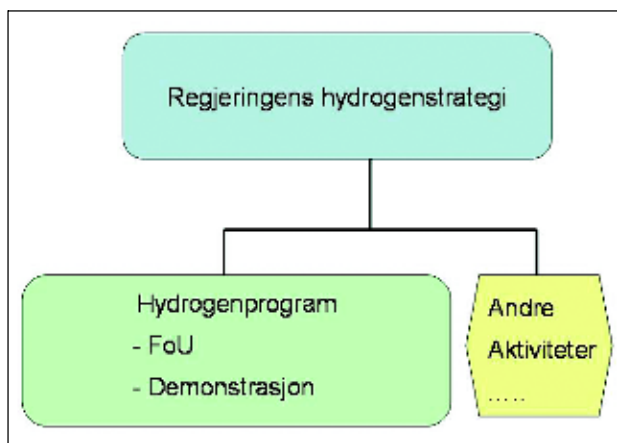 Regjeringens hydrogenstrategi
Hydrogenprogram
- FoU
- Demonstrasjon
Andre
Aktiviteter
.....